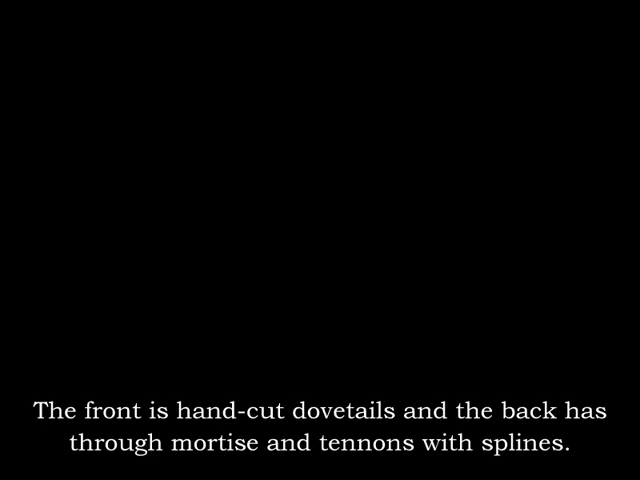 The front is hand-cut dovetails and the back has
through mortise and tennons with splines.